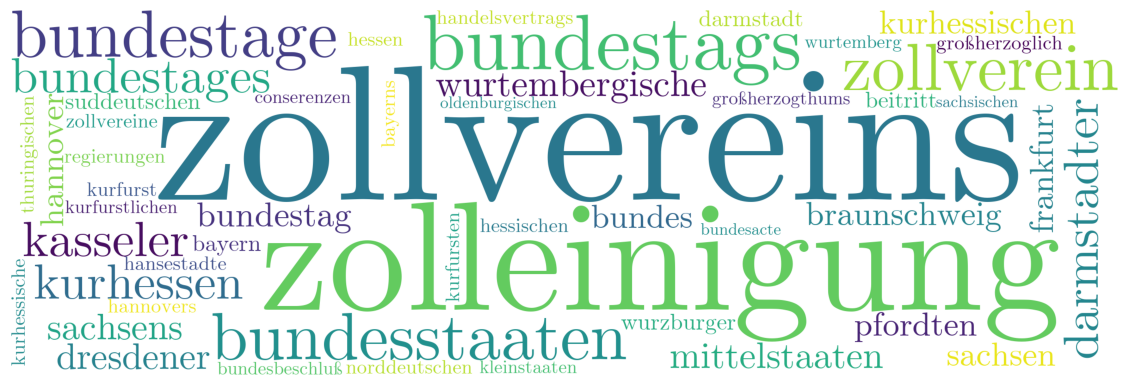 bundestage
hessen
handelsvertrags
bundestags
darmstadt
wurtemberg
kurhessischen
großherzoglich
zollverein
bundestages
wurtembergische
conserenzen
suddeutschen
zollvereine
bayerus
oldenburgischen
großherzogthums
beitritt
sachsischen
thuringischen
hannover
zollvereins
frankfurt
darmstadter
regierungen
kurfurst
kurfurstlichen
bundestag
hessischen
bundes
bundesacte
braunschweig
kasseler
bayern
hansestadte
kurfursten
zolleinigung
kurhessische
kurhessen
hannovers
sachsens
bundesstaaten
wurzburger
pfordten
dresdener
bundesbeschluß
norddeutschen
kleinstaaten
mittelstaaten
sachsen